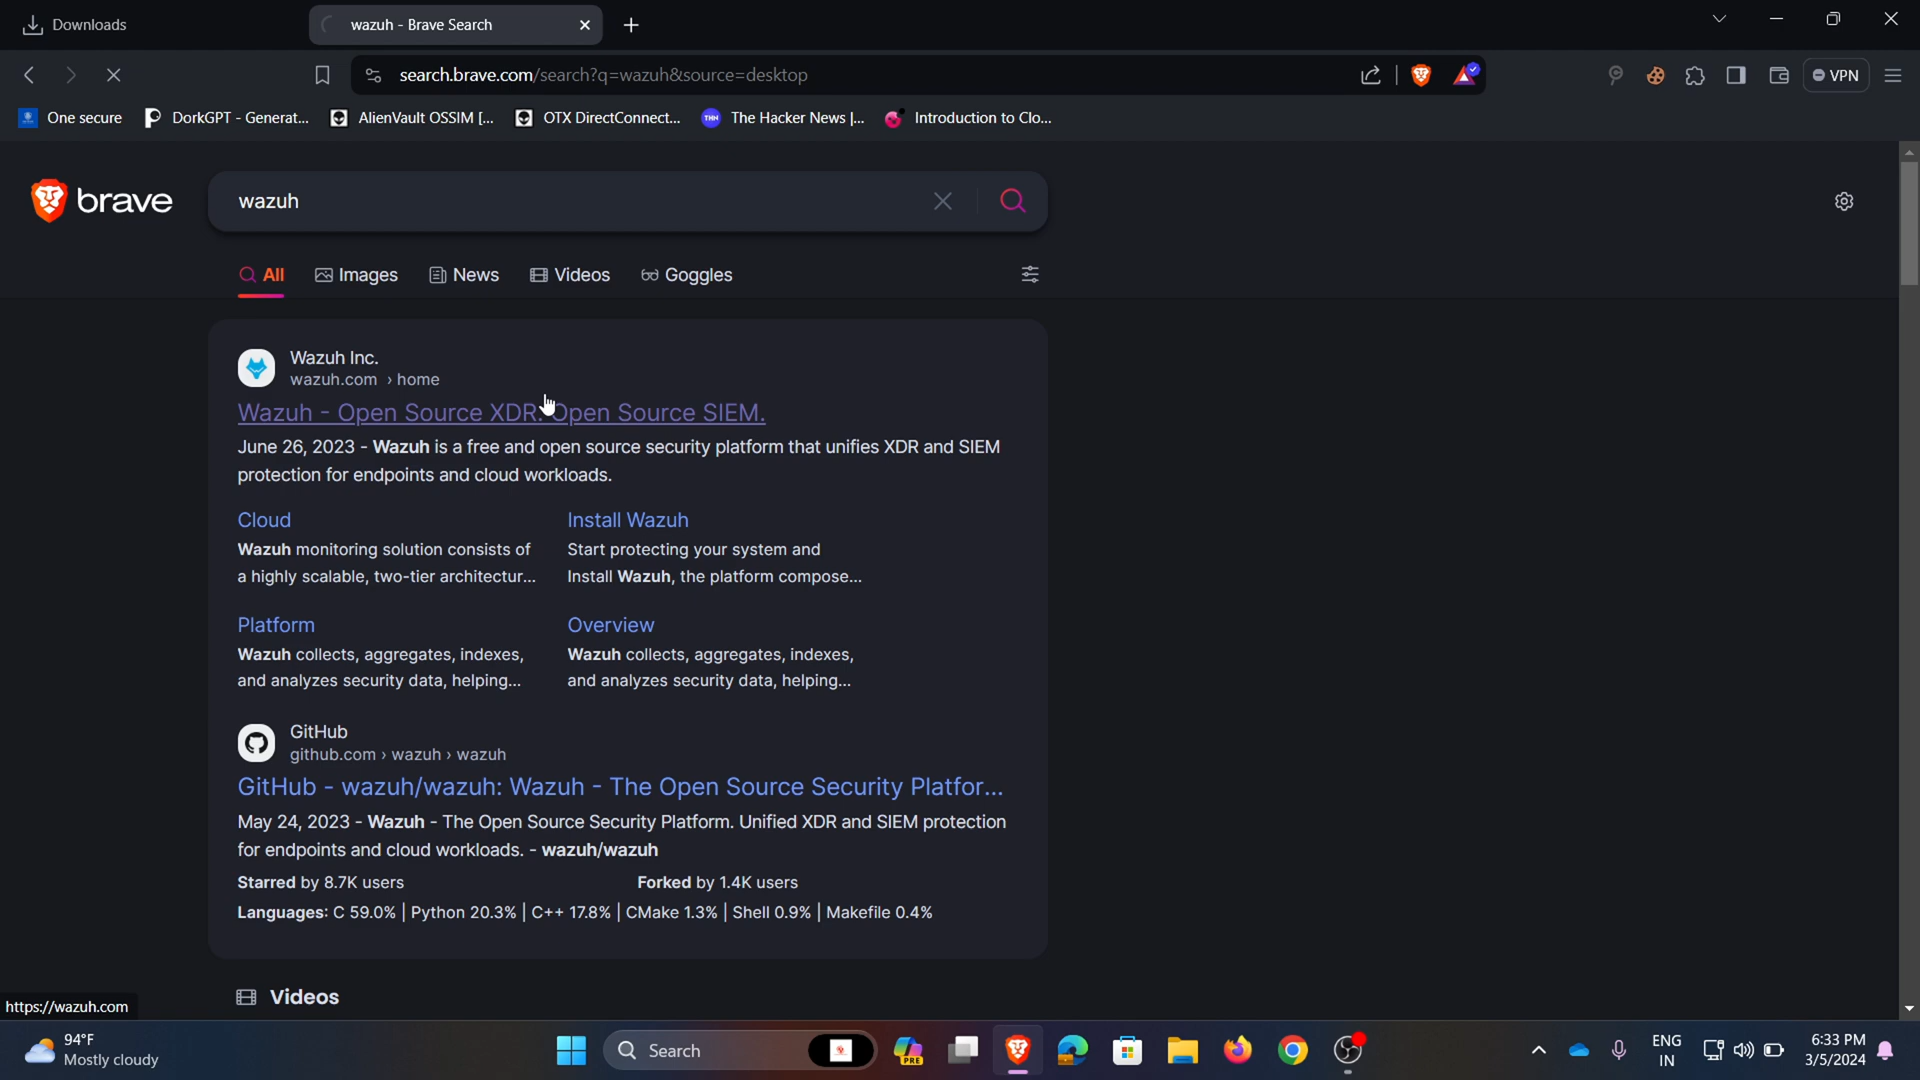 Downloads
wazuh - Brave Search
search.brave.com/search?q=wazuh&source=desktop
VPN
One secure
DorkGPT - Generat...
AlienVault OSSIM [...
OTX DirectConnect...
The Hacker News |...
Introduction to Clo...
brave
wazuh
All
Images
News
Videos
Goggles
Wazuh Inc.
wazuh.com › home
Wazuh - Open Source XDR. Open Source SIEM.
June 26, 2023 - Wazuh is a free and open source security platform that unifies XDR and SIEM
protection for endpoints and cloud workloads.
Cloud
Wazuh monitoring solution consists of
a highly scalable, two-tier architectur...
Install Wazuh
Start protecting your system and
Install Wazuh, the platform compose...
Platform
Wazuh collects, aggregates, indexes,
and analyzes security data, helping...
Overview
Wazuh collects, aggregates, indexes,
and analyzes security data, helping...
GitHub
github.com › wazuh › wazuh
GitHub - wazuh/wazuh: Wazuh - The Open Source Security Platfor...
May 24, 2023 - Wazuh - The Open Source Security Platform. Unified XDR and SIEM protection
for endpoints and cloud workloads. - wazuh/wazuh
Starred by 8.7K users
Forked by 1.4K users
Languages: C 59.0% | Python 20.3% | C++ 17.8% | CMake 1.3% | Shell 0.9% | Makefile 0.4%
Videos
https://wazuh.com
94°F
Mostly cloudy
Search
PRE
ENG
IN
6:33 PM
3/5/2024